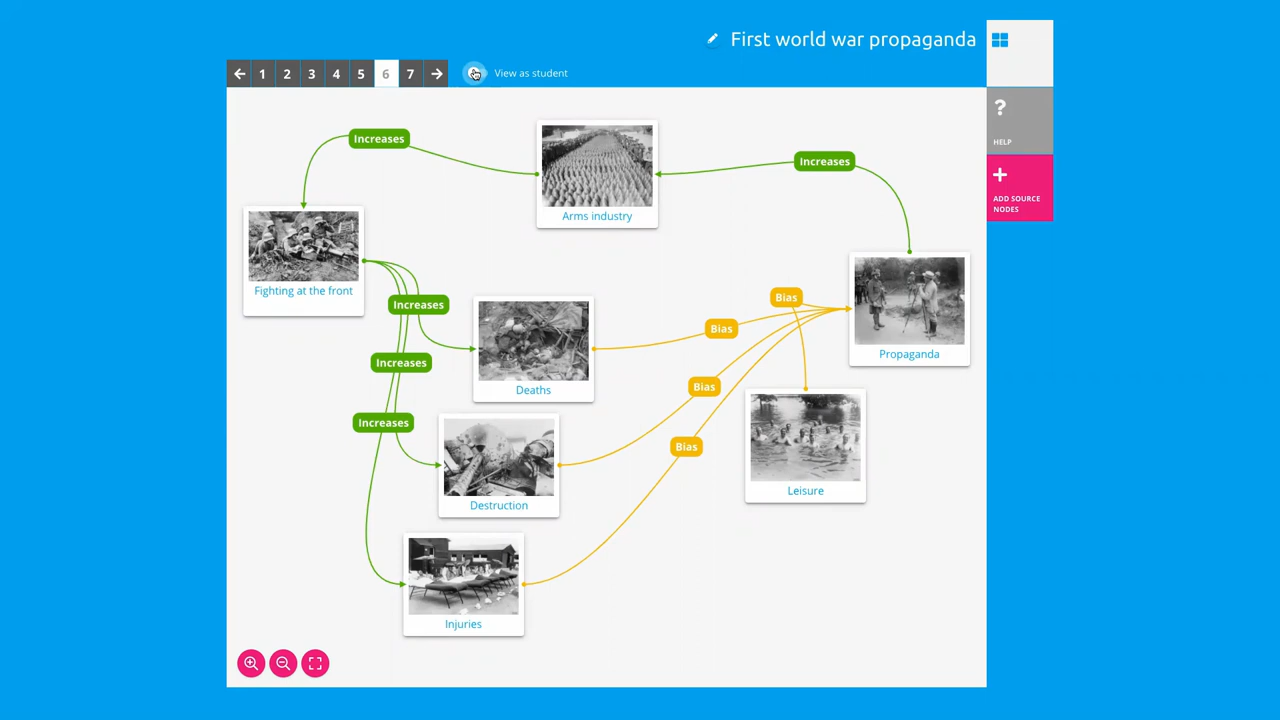 First world war propaganda
1 2 3 4 5 6 7
View as student
?
HELP
ADD SOURCE
NODES
Increases
Increases
Arms industry
Fighting at the front
Increases
Bias
Bias
Propaganda
Increases
Bias
Deaths
Increases
Bias
Leisure
Destruction
Injuries